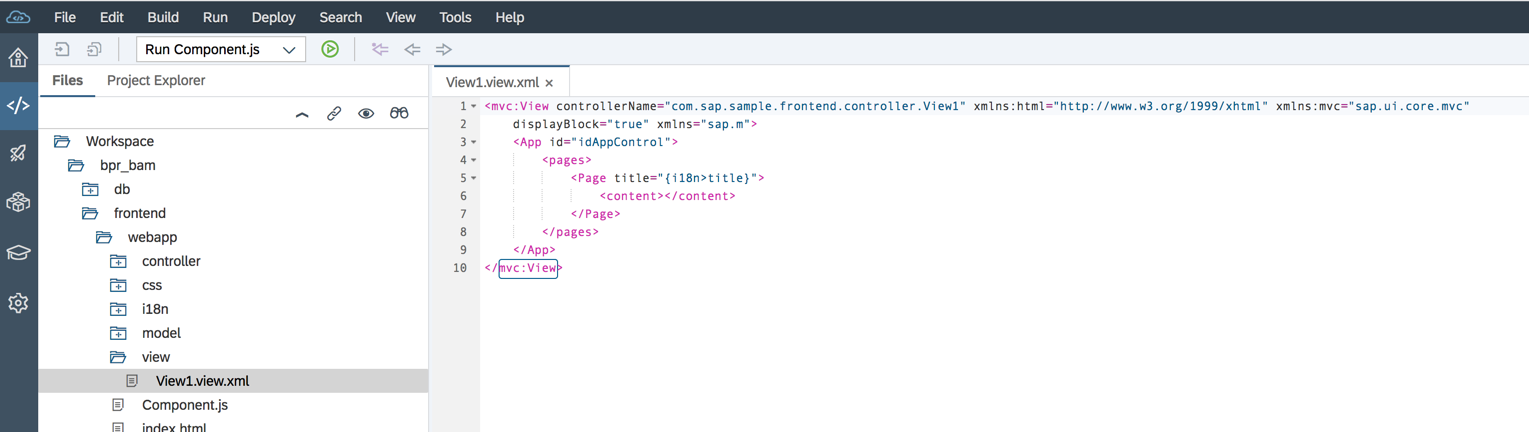 File Edit Build Run Deploy Search View Tools Help
Run Component.js
Files Project Explorer
Workspace
bpr_bam
db
frontend
webapp
controller
css
i18n
model
view
View1.view.xml
Component.js
index.html
View1.view.xml ×
1 <mvc:View controllerName="com.sap.sample.frontend.controller.View1" xmlns:html="http://www.w3.org/1999/xhtml" xmlns:mvc="sap.ui.core.mvc"
2 displayBlock="true" xmlns="sap.m">
3 <App id="idAppControl">
4 <pages>
5 <Page title="{i18n>title}">
6 <content></content>
7 </Page>
8 </pages>
9 </App>
10 </mvc:View>